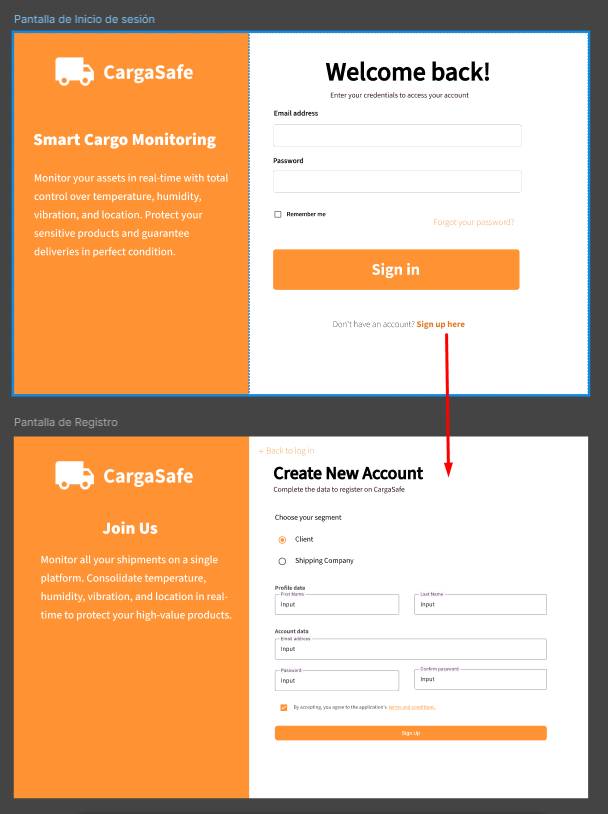 Pantalla de Inicio de sesión
CargaSafe
Smart Cargo Monitoring
Monitor your assets in real-time with total
control over temperature, humidity,
vibration, and location. Protect your
sensitive products and guarantee
deliveries in perfect condition.
Welcome back!
Enter your credentials to access your account
Email address
Password
Remember me
Forgot your password?
Sign in
Don't have an account? Sign up here
Pantalla de Registro
CargaSafe
Join Us
Monitor all your shipments on a single
platform. Consolidate temperature,
humidity, vibration, and location in real-
time to protect your high-value products.
← Back to log in
Create New Account
Complete the data to register on CargaSafe
Choose your segment
Client
Shipping Company
Profile data
First Name
Input
Last Name
Input
Account data
Email address
Input
Password
Input
Confirm password
Input
By accepting, you agree to the application's terms and conditions.
Sign Up